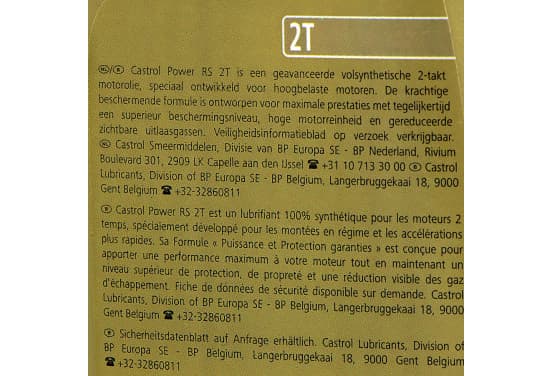 2T
NL/B Castrol Power RS 2T is een geavanceerde volsynthetische 2-takt
motorolie, speciaal ontwikkeld voor hoogbelaste motoren. De krachtige
beschermende formule is ontworpen voor maximale prestaties met tegelijkertijd
een superieur beschermingsniveau, hoge motorreinheid en gereduceerde
zichtbare uitlaasgassen. Veiligheidsinformatieblad op verzoek verkrijgbaar.
NL Castrol Smeermiddelen, Divisie van BP Europa SE - BP Nederland, Rivium
Boulevard 301, 2909 LK Capelle aan den IJssel ☎ +31 10 713 30 00 B Castrol
Lubricants, Division of BP Europa SE - BP Belgium, Langerbruggekaai 18, 9000
Gent Belgium ☎ +32-32860811
B Castrol Power RS 2T est un lubrifiant 100% synthétique pour les moteurs 2
temps, spécialement développé pour les montées en régime et les accélérations
plus rapides. Sa Formule « Puissance et Protection garanties » est conçue pour
apporter une performance maximum à votre moteur tout en maintenant un
niveau supérieur de protection, de propreté et une réduction visible des gaz
d'échappement. Fiche de données de sécurité disponible sur demande. Castrol
Lubricants, Division of BP Europa SE - BP Belgium, Langerbruggekaai 18, 9000
Gent Belgium ☎ +32-32860811
B Sicherheitsdatenblatt auf Anfrage erhältlich. Castrol Lubricants, Division of
BP Europa SE - BP Belgium, Langerbruggekaai 18, 9000 Gent Belgium
☎ +32-32860811